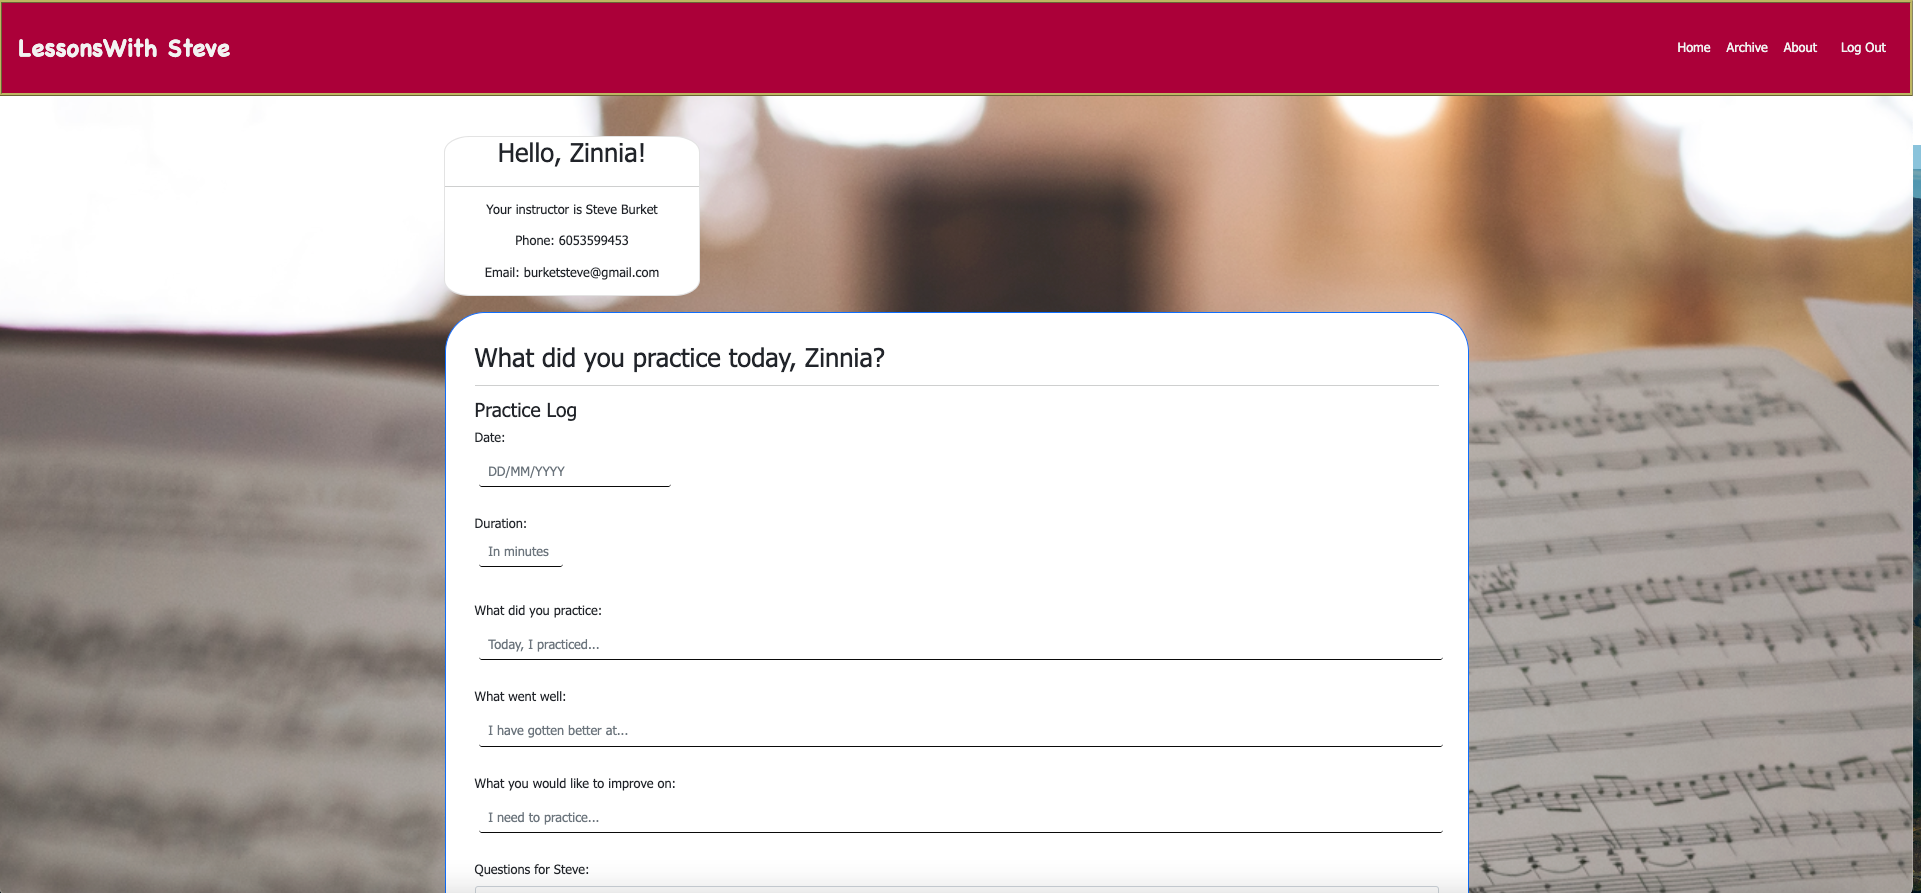 LessonsWith Steve
Home Archive About Log Out
Hello, Zinnia!
Your instructor is Steve Burket
Phone: 6053599453
Email: burketsteve@gmail.com
What did you practice today, Zinnia?
Practice Log
Date:
DD/MM/YYYY
Duration:
In minutes
What did you practice:
Today, I practiced...
What went well:
I have gotten better at...
What you would like to improve on:
I need to practice...
Questions for Steve: